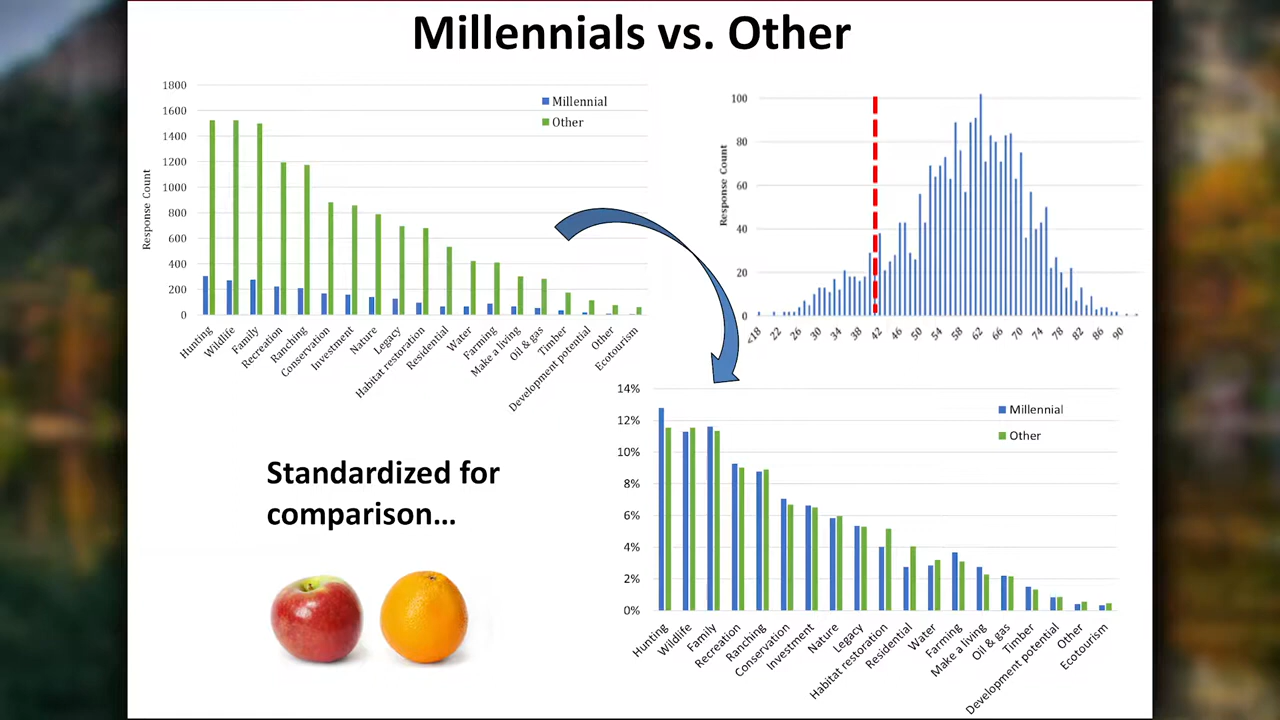 Millennials vs. Other
1800
1600
1400
1200
1000
800
600
400
200
0
Response Count
Millennial
Other
Hunting
Wildlife
Family
Recreation
Ranching
Conservation
Investment
Nature
Legacy
Habitat restoration
Residential
Water
Farming
Make a living
Oil & gas
Timber
Development potential
Other
Ecotourism
100
80
60
40
20
0
Response Count
<18
22
26
30
34
38
42
46
50
54
58
62
66
70
74
78
82
86
90
Standardized for
comparison...
14%
12%
10%
8%
6%
4%
2%
0%
Millennial
Other
Hunting
Wildlife
Family
Recreation
Ranching
Conservation
Investment
Nature
Legacy
Habitat restoration
Residential
Water
Farming
Make a living
Oil & gas
Timber
Development potential
Other
Ecotourism